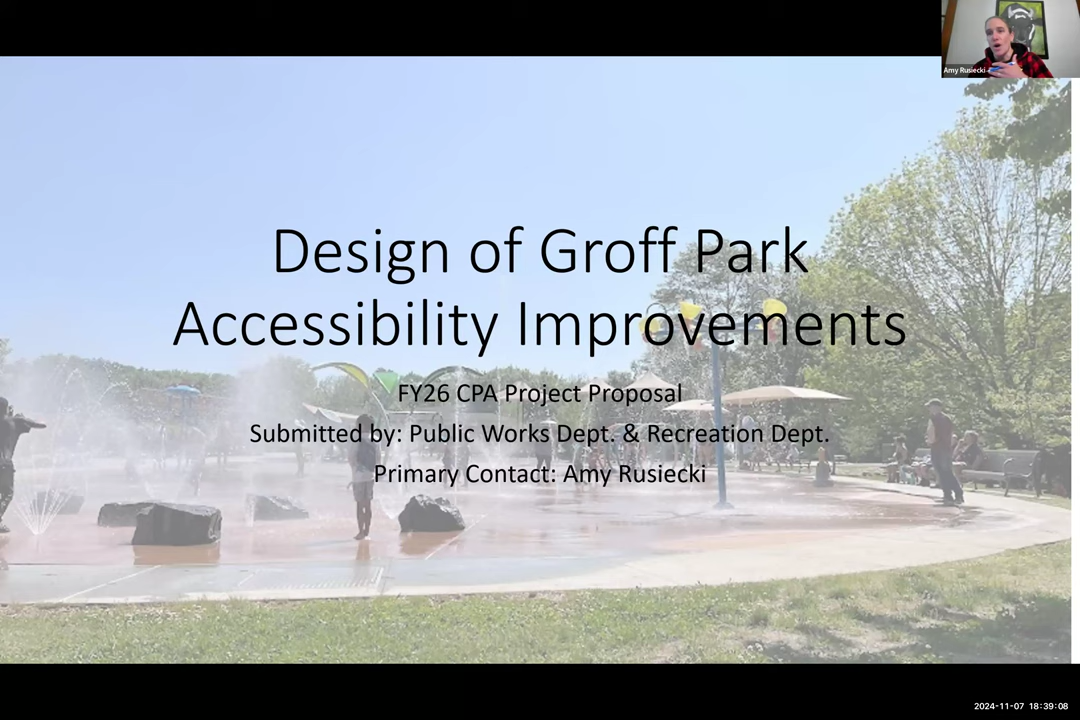 Amy Rusiecki
Design of Groff Park
Accessibility Improvements
FY26 CPA Project Proposal
Submitted by: Public Works Dept. & Recreation Dept.
Primary Contact: Amy Rusiecki
2024-11-07 18:39:08